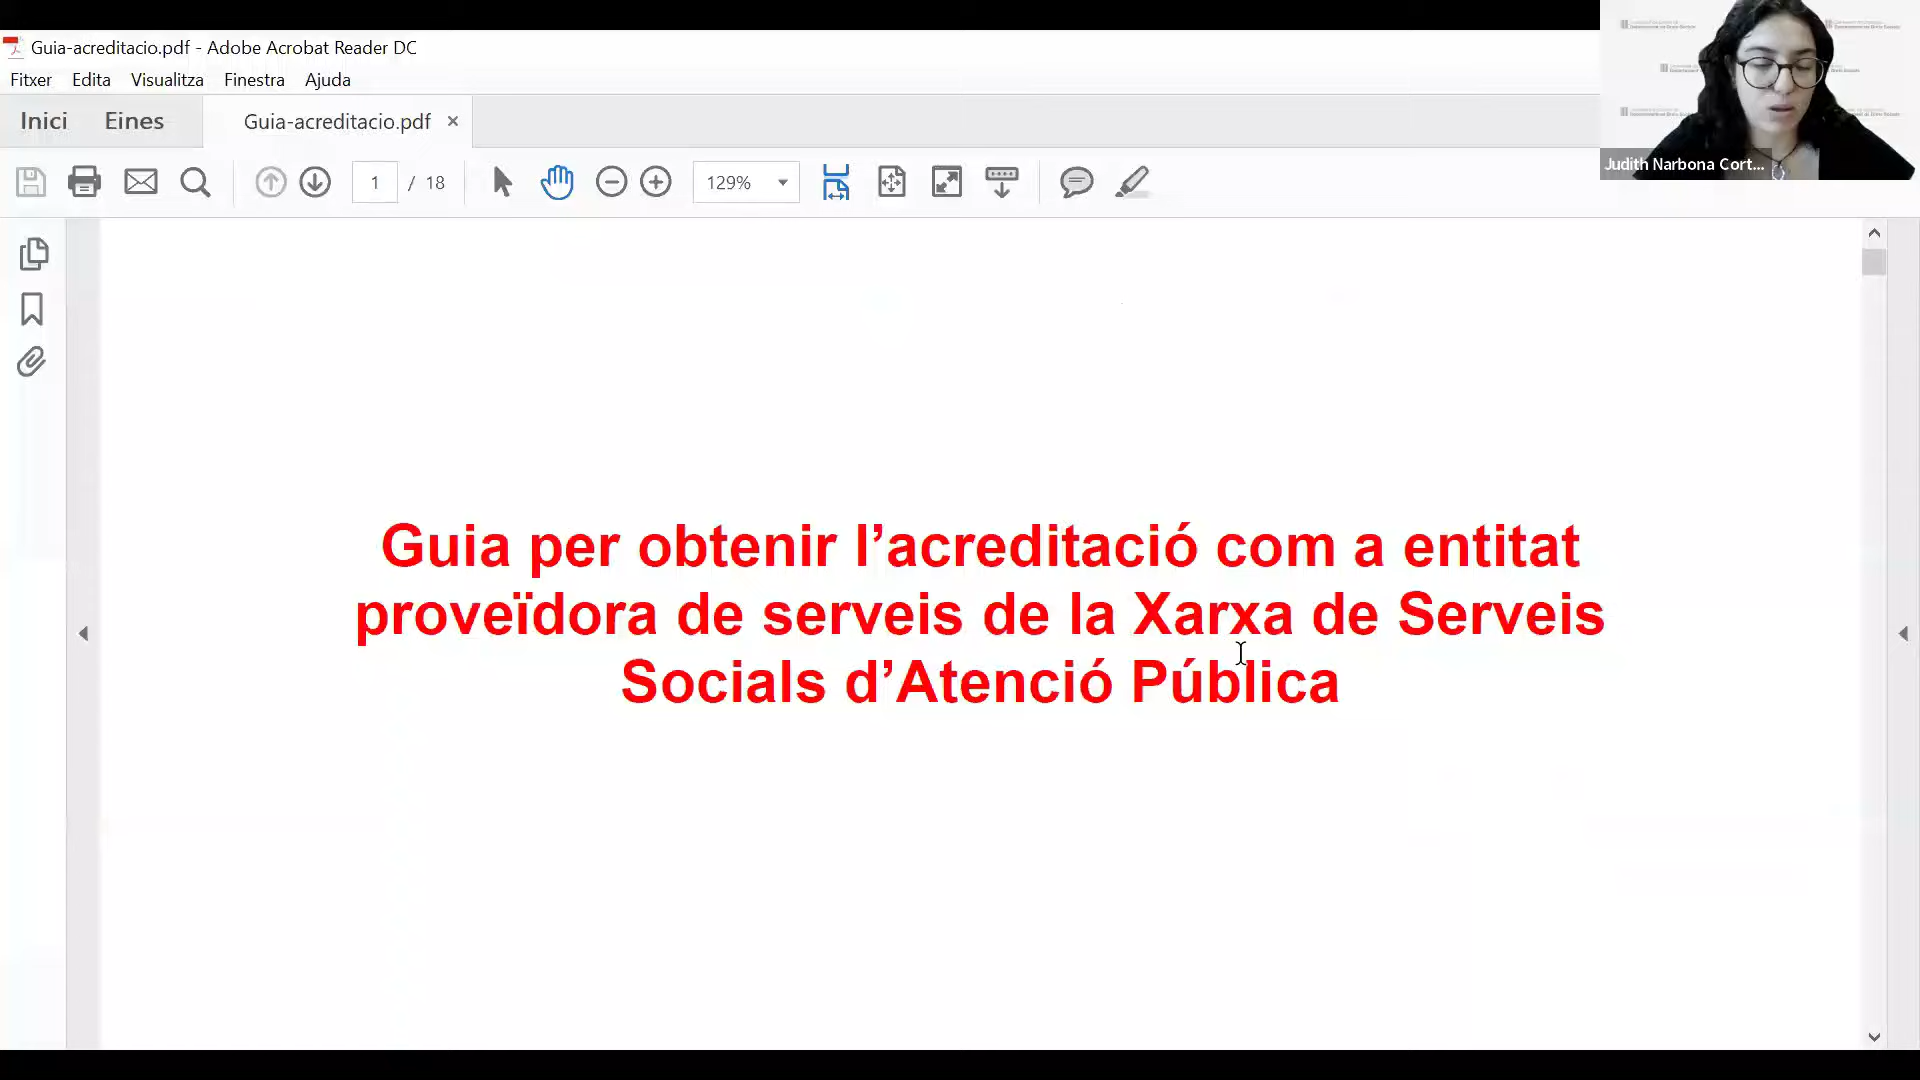 Guia-acreditacio.pdf - Adobe Acrobat Reader DC
Fitxer Edita Visualitza Finestra Ajuda
Inici Eines Guia-acreditacio.pdf
1 / 18 129%
Judith Narbona Cort...
Guia per obtenir l’acreditació com a entitat
proveïdora de serveis de la Xarxa de Serveis
Socials d’Atenció Pública